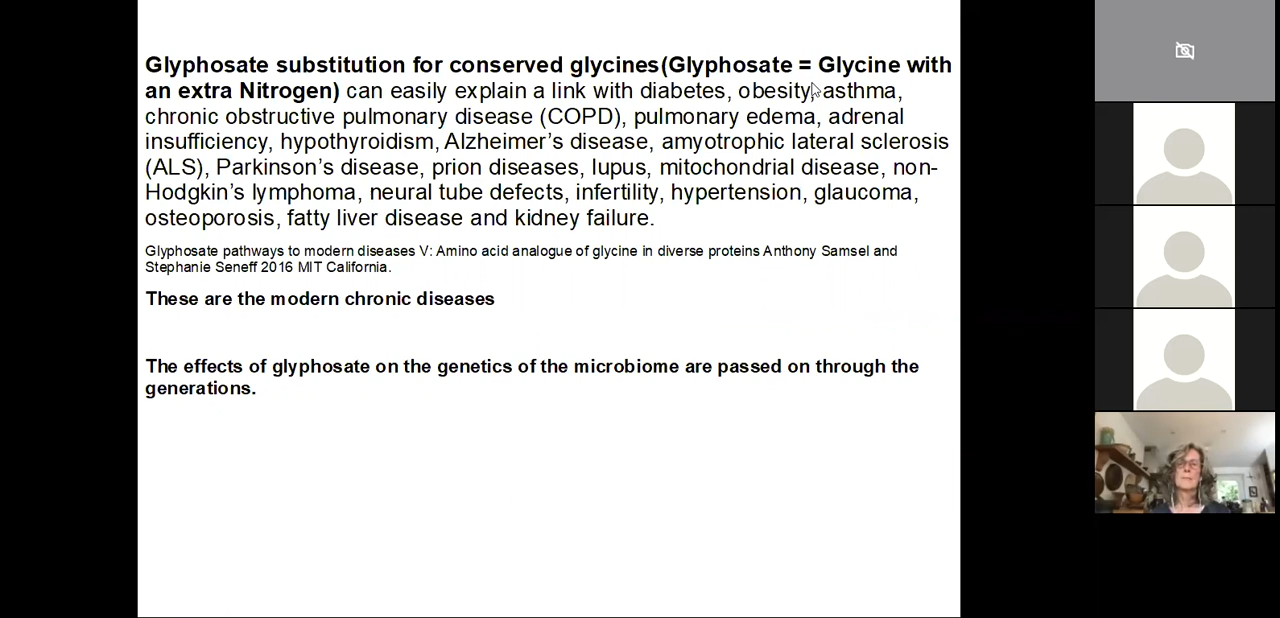 Glyphosate substitution for conserved glycines(Glyphosate = Glycine with
an extra Nitrogen) can easily explain a link with diabetes, obesity, asthma,
chronic obstructive pulmonary disease (COPD), pulmonary edema, adrenal
insufficiency, hypothyroidism, Alzheimer's disease, amyotrophic lateral sclerosis
(ALS), Parkinson's disease, prion diseases, lupus, mitochondrial disease, non-
Hodgkin's lymphoma, neural tube defects, infertility, hypertension, glaucoma,
osteoporosis, fatty liver disease and kidney failure.
Glyphosate pathways to modern diseases V: Amino acid analogue of glycine in diverse proteins Anthony Samsel and
Stephanie Seneff 2016 MIT California.
These are the modern chronic diseases
The effects of glyphosate on the genetics of the microbiome are passed on through the
generations.